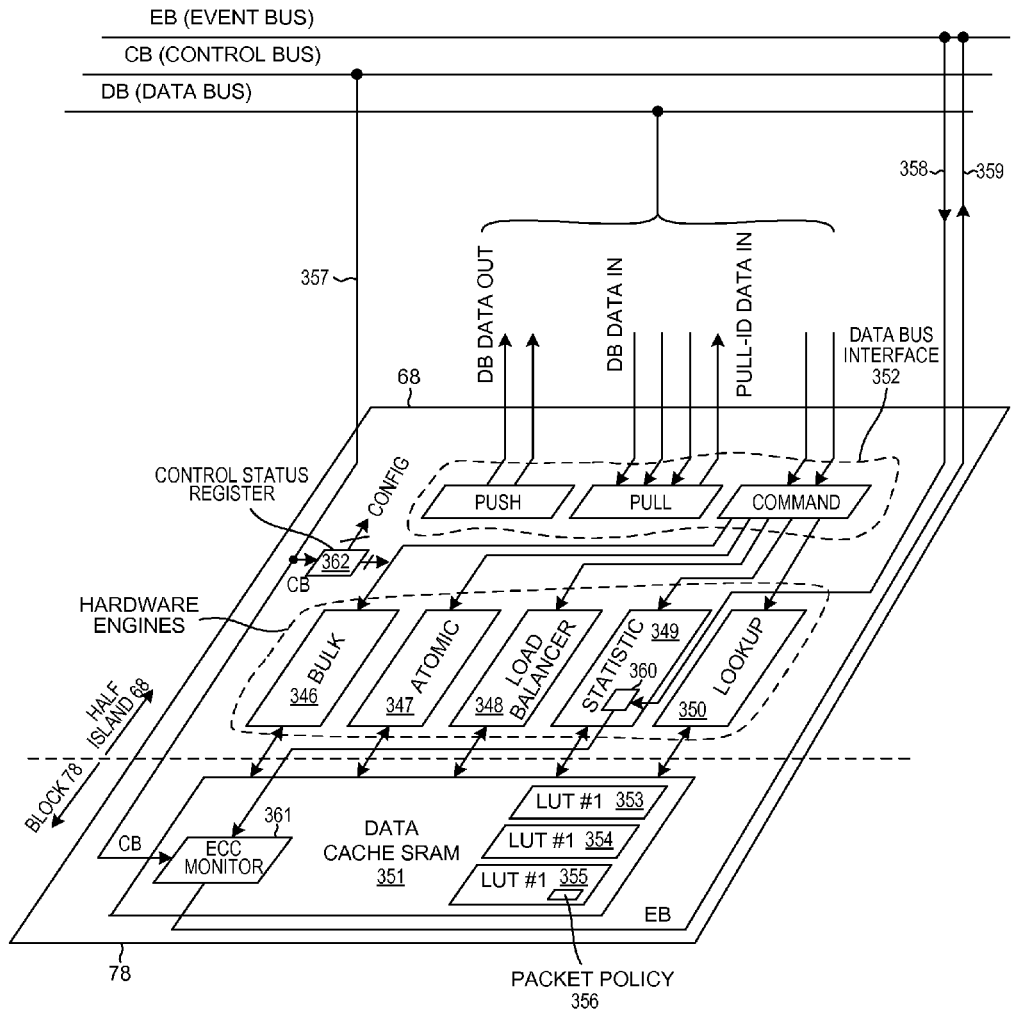 EB (EVENT BUS)
CB (CONTROL BUS)
DB (DATA BUS)
358
359
357
DB DATA OUT
DB DATA IN
PULL-ID DATA IN
DATA BUS
INTERFACE
352
68
CONTROL STATUS
REGISTER
CONFIG
PUSH
PULL
COMMAND
362
CB
HARDWARE
ENGINES
BULK
346
ATOMIC
347
LOAD
BALANCER
348
STATISTIC
349
360
LOOKUP
350
HALF
ISLAND 68
BLOCK 78
CB
361
ECC
MONITOR
DATA
CACHE SRAM
351
LUT #1 353
LUT #1 354
LUT #1 355
EB
78
PACKET POLICY
356